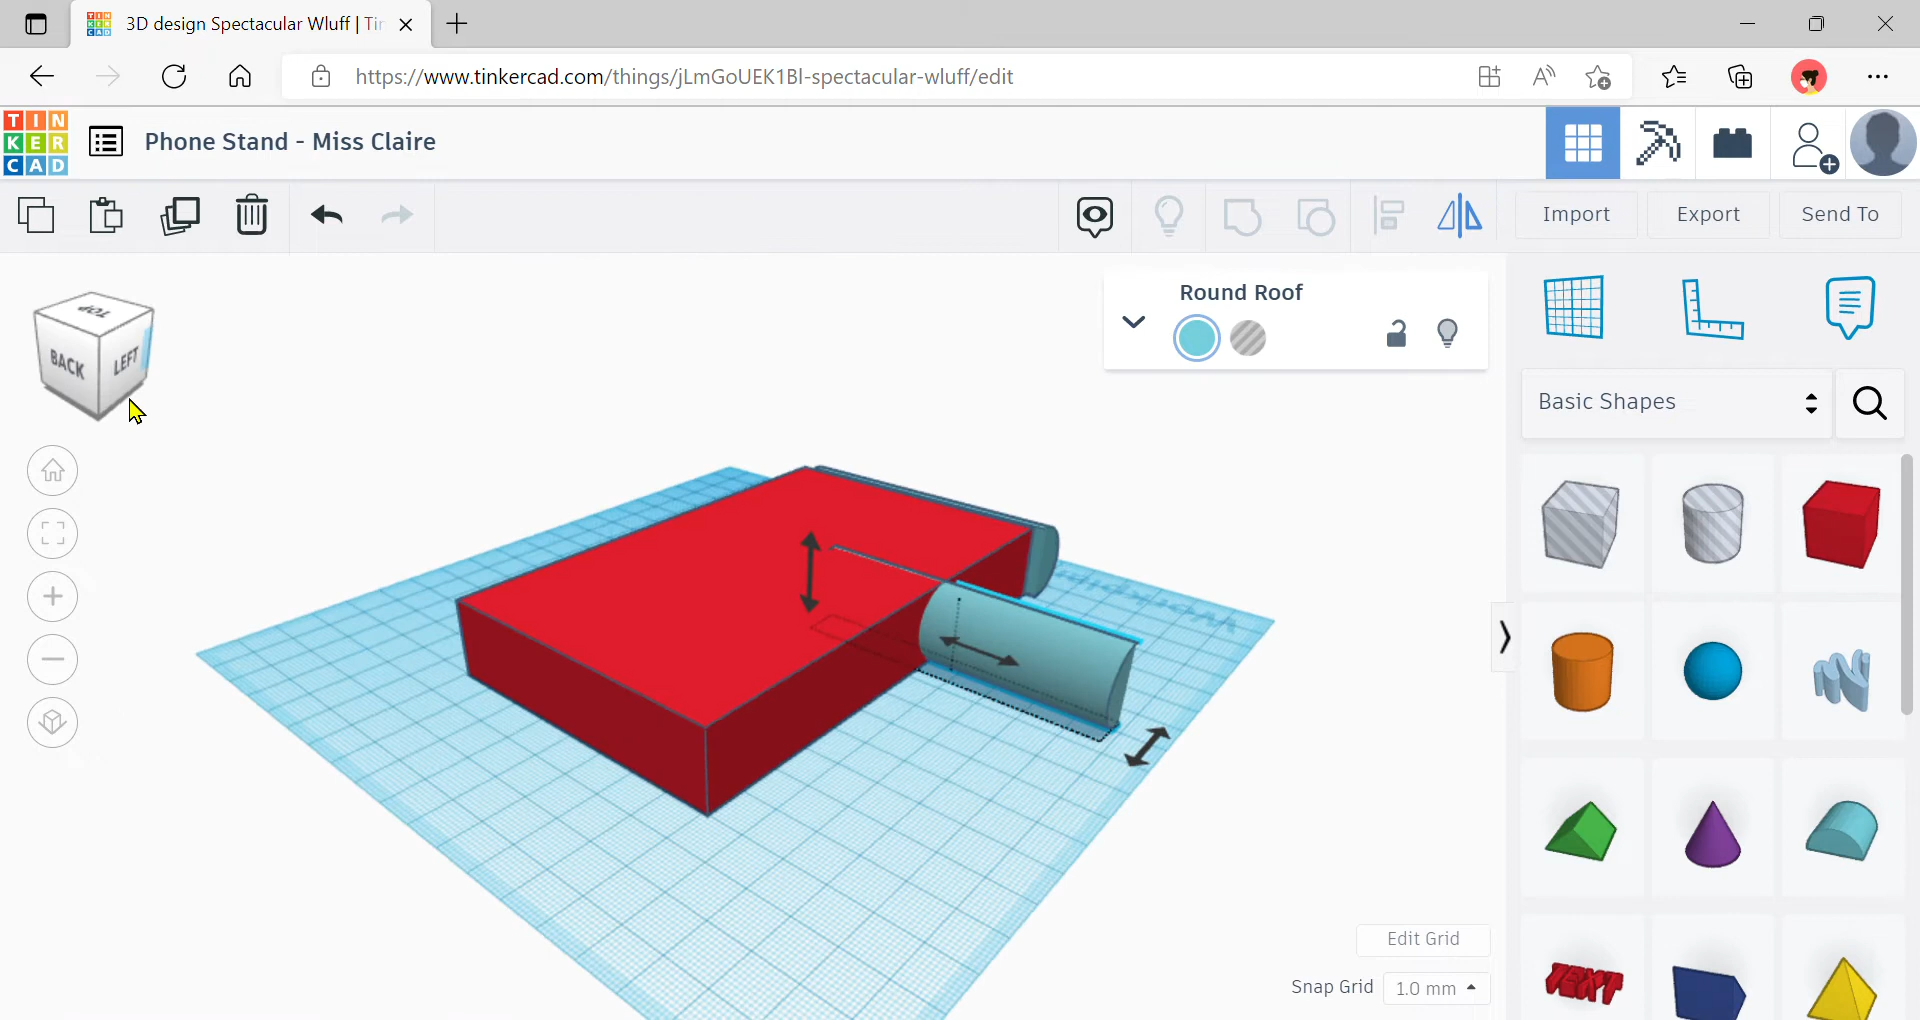 3D design Spectacular Wluff | Tir
https://www.tinkercad.com/things/jLmGoUEK1Bl-spectacular-wluff/edit
TIN
KER
CAD
Phone Stand - Miss Claire
Import
Export
Send To
TOP
BACK
LEFT
Round Roof
Basic Shapes
TEXT
Edit Grid
Snap Grid
1.0 mm